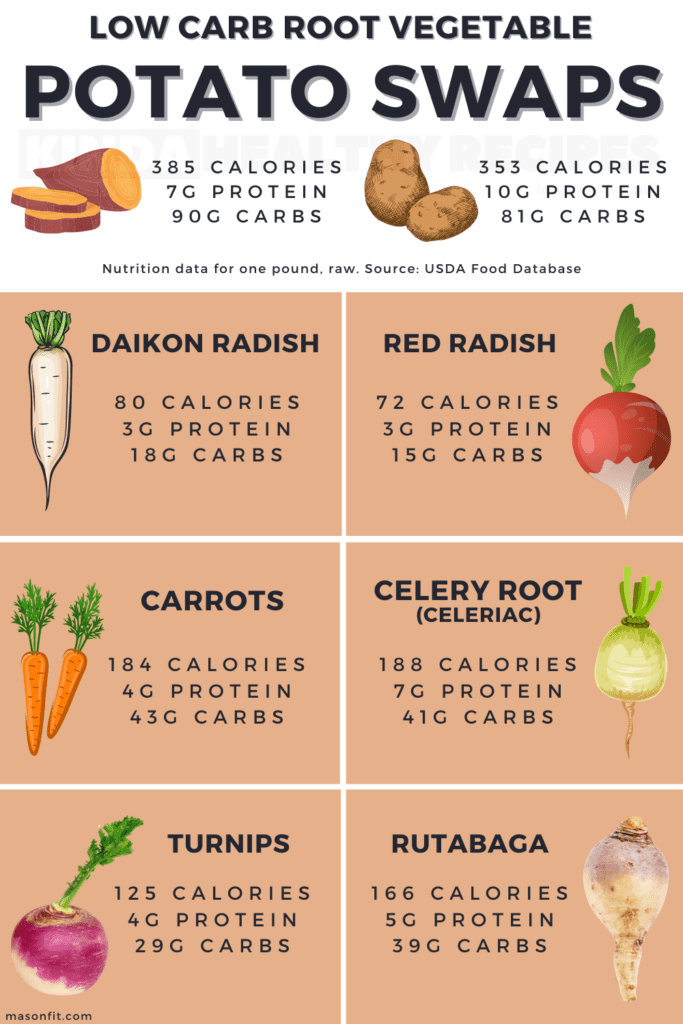 LOW CARB ROOT VEGETABLE
POTATO SWAPS
KINDA HEALTHY RECIPES
385 CALORIES
7G PROTEIN
90G CARBS
353 CALORIES
10G PROTEIN
81G CARBS
Nutrition data for one pound, raw. Source: USDA Food Database
DAIKON RADISH
80 CALORIES
3G PROTEIN
18G CARBS
RED RADISH
72 CALORIES
3G PROTEIN
15G CARBS
CARROTS
184 CALORIES
4G PROTEIN
43G CARBS
CELERY ROOT
(CELERIAC)
188 CALORIES
7G PROTEIN
41G CARBS
TURNIPS
125 CALORIES
4G PROTEIN
29G CARBS
RUTABAGA
166 CALORIES
5G PROTEIN
39G CARBS
masonfit.com